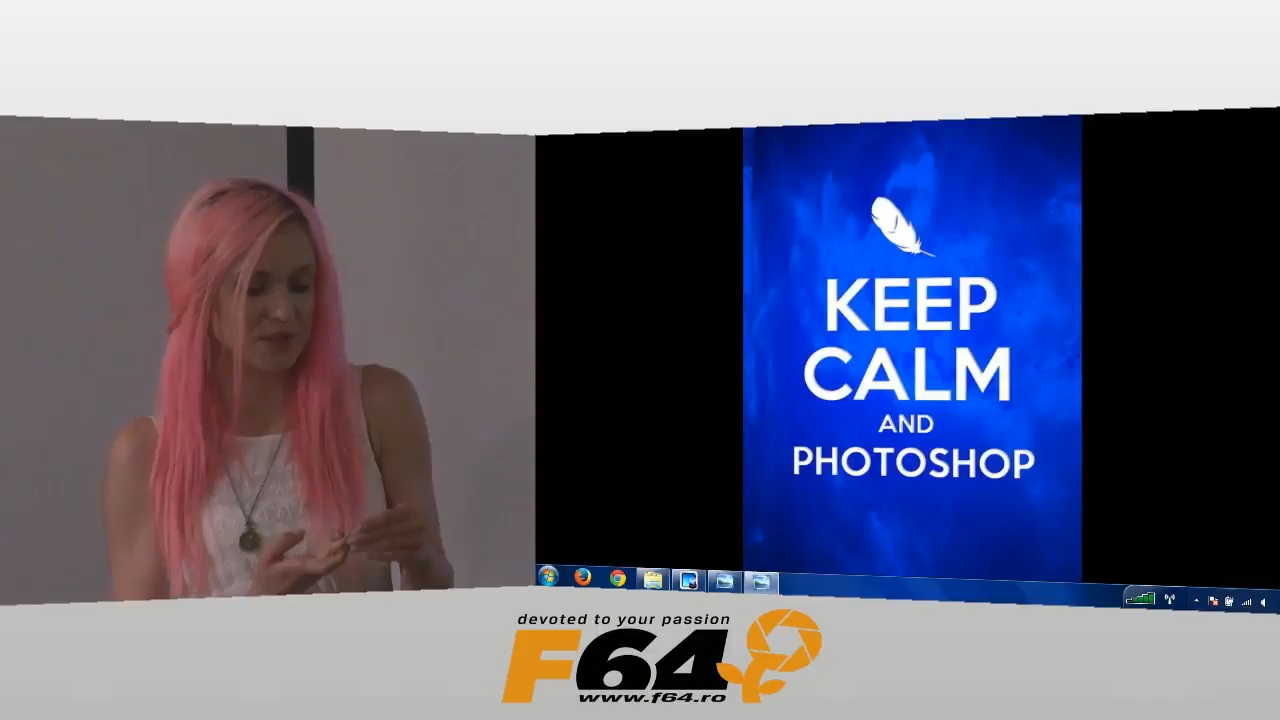 KEEP
CALM
AND
PHOTOSHOP
devoted to your passion
F64
www.f64.ro